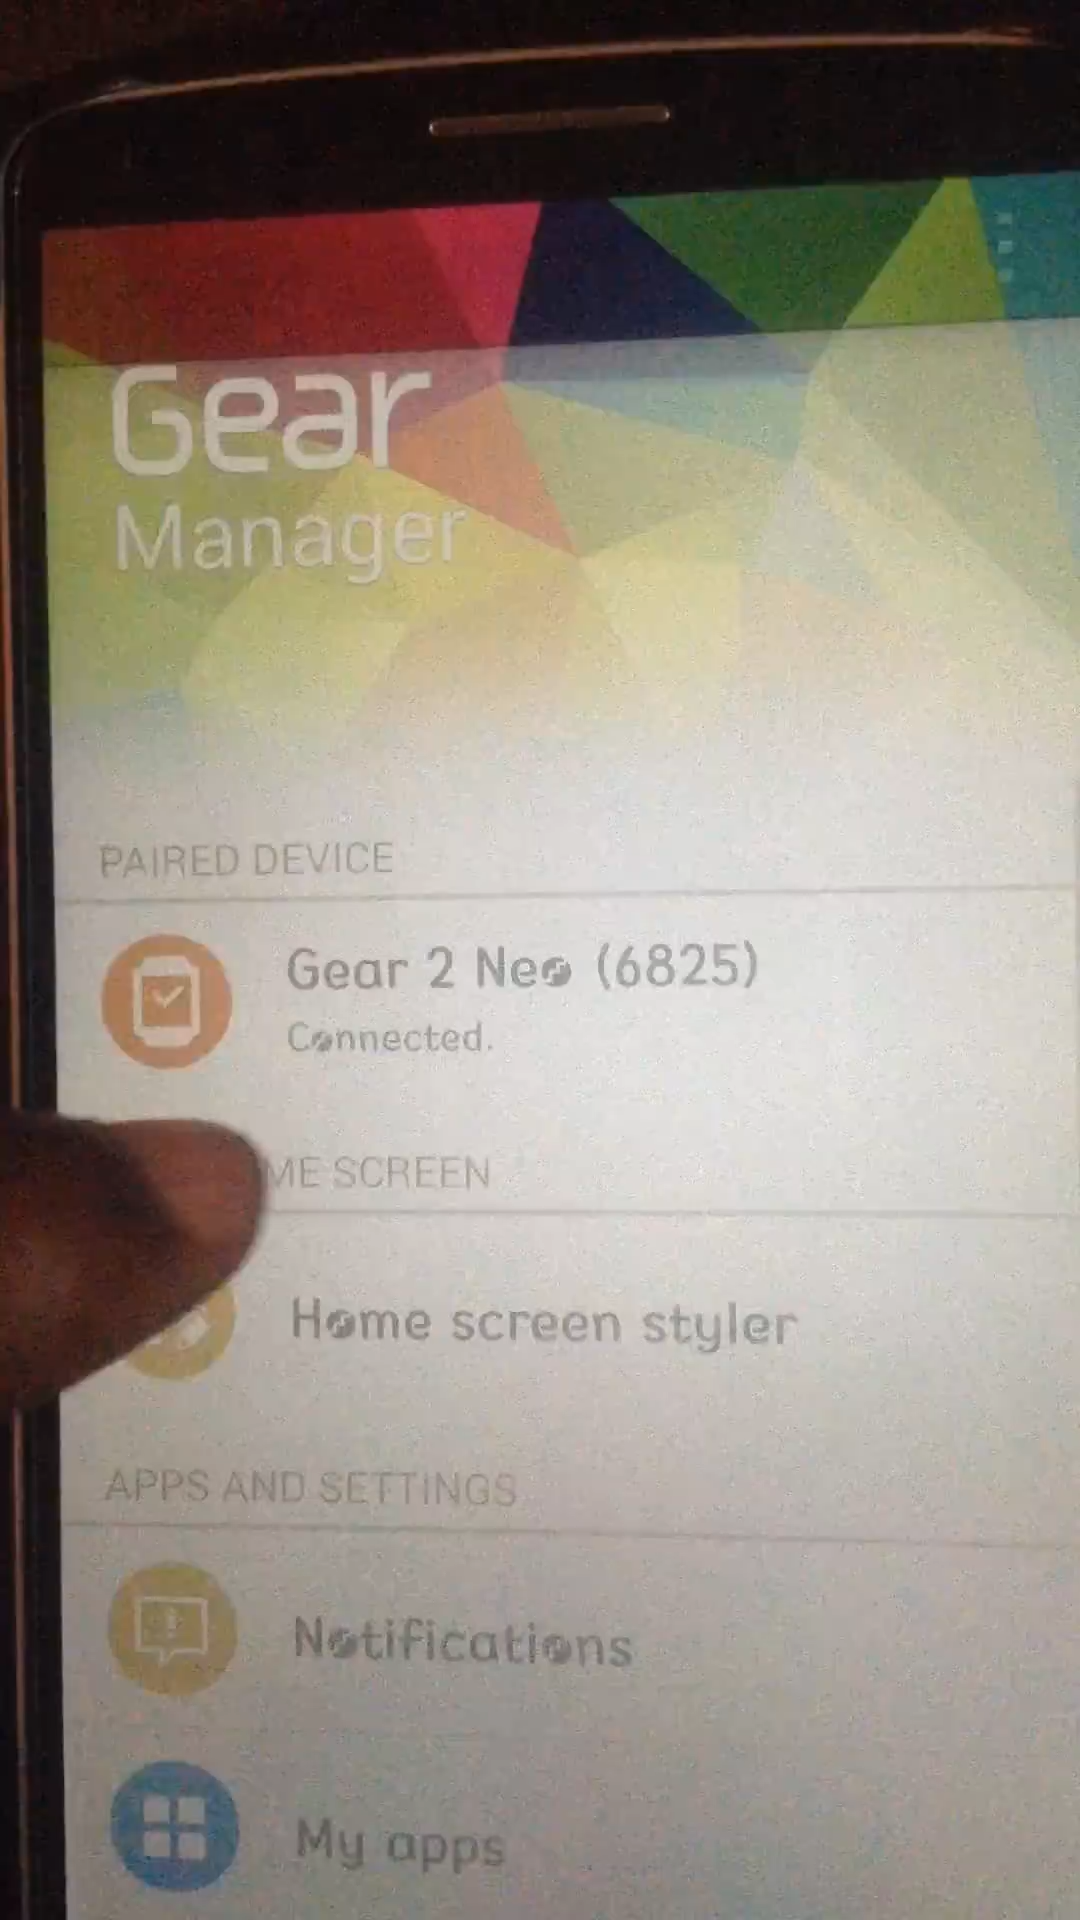 Gear
Manager
PAIRED DEVICE
Gear 2 Neo (6825)
Connected.
ME SCREEN
Home screen styler
APPS AND SETTINGS
Notifications
My apps